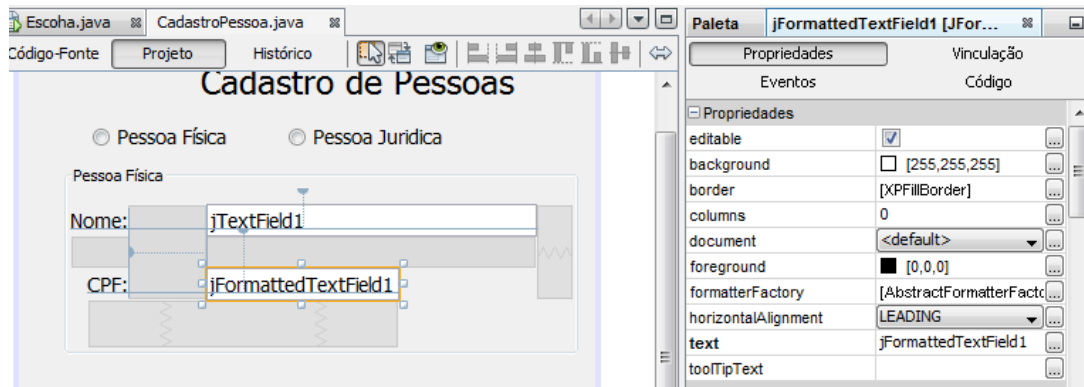 Escoha.java CadastroPessoa.java
Código-Fonte Projeto Histórico
Cadastro de Pessoas
Pessoa Física Pessoa Juridica
Pessoa Física
Nome: jTextField1
CPF: jFormattedTextField1
Paleta jFormattedTextField1 [JFor...
Propriedades Vinculação
Eventos Código
Propriedades
editable
background [255,255,255]
border [XPFillBorder]
columns 0
document <default>
foreground [0,0,0]
formatterFactory [AbstractFormatterFacto
horizontalAlignment LEADING
text jFormattedTextField1
toolTipText